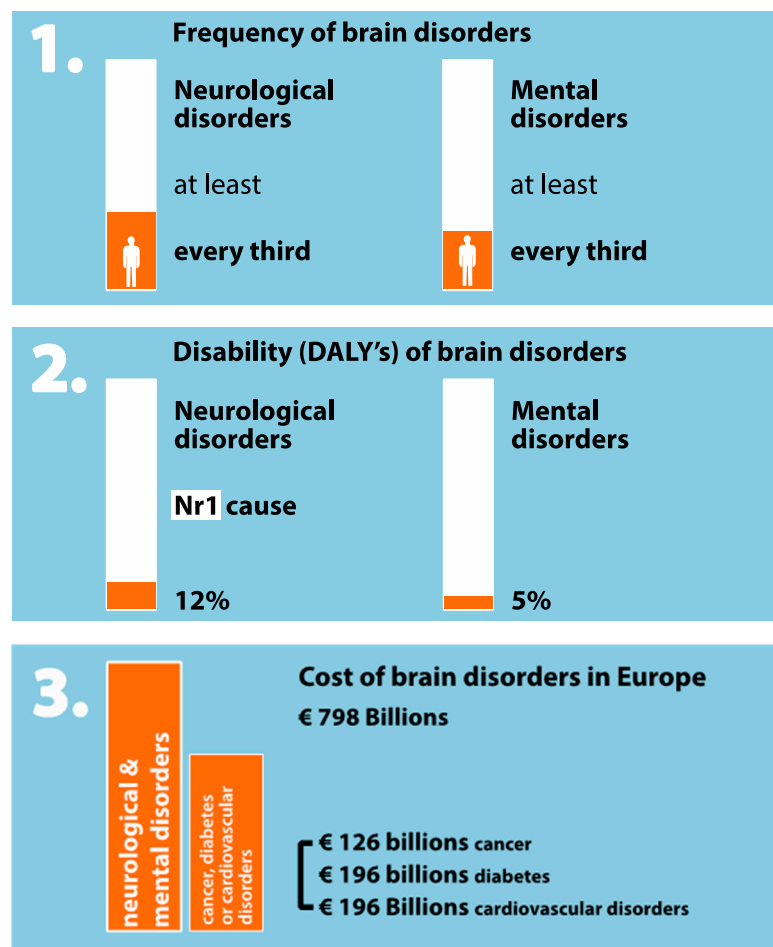 1.
Frequency of brain disorders
Neurological
disorders
at least
every third
Mental
disorders
at least
every third
2.
Disability (DALY's) of brain disorders
Neurological
disorders
Nr1 cause
12%
Mental
disorders
5%
3.
neurological &
mental disorders
cancer, diabetes
or cardiovascular
disorders
Cost of brain disorders in Europe
€ 798 Billions
€ 126 billions cancer
€ 196 billions diabetes
€ 196 Billions cardiovascular disorders